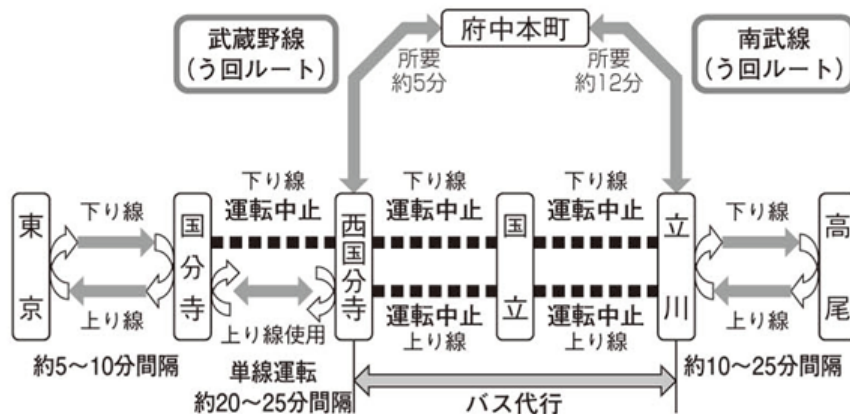 府中本町
武蔵野線
(う回ルート)
所要
約5分
所要
約12分
南武線
(う回ルート)
東京
下り線
上り線
約5〜10分間隔
国分寺
下り線
運転中止
上り線使用
単線運転
約20〜25分間隔
西国分寺
下り線
運転中止
運転中止
上り線
国立
下り線
運転中止
運転中止
上り線
立川
下り線
上り線
約10〜25分間隔
高尾
バス代行